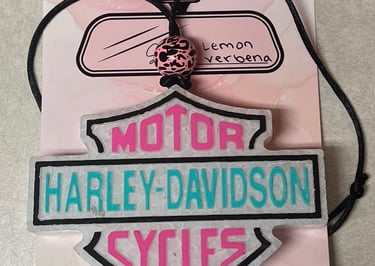 Lemon
verbena
MOTOR
HARLEY-DAVIDSON
CYCLES